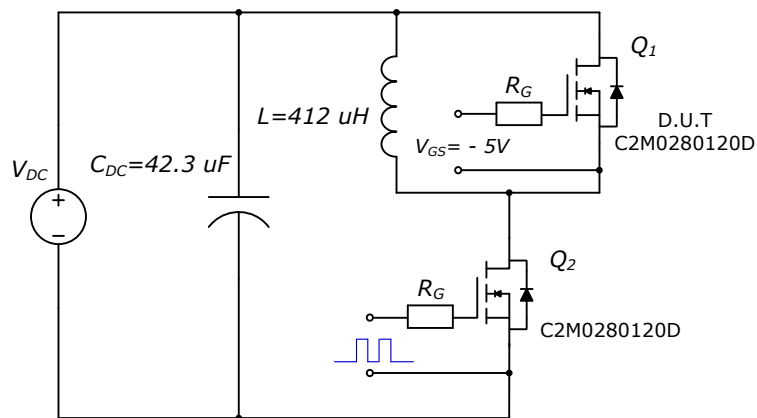 Q1
RG
L=412 uH
D.U.T
C2M0280120D
VGS= - 5V
VDC
CDC=42.3 uF
+
−
Q2
RG
C2M0280120D